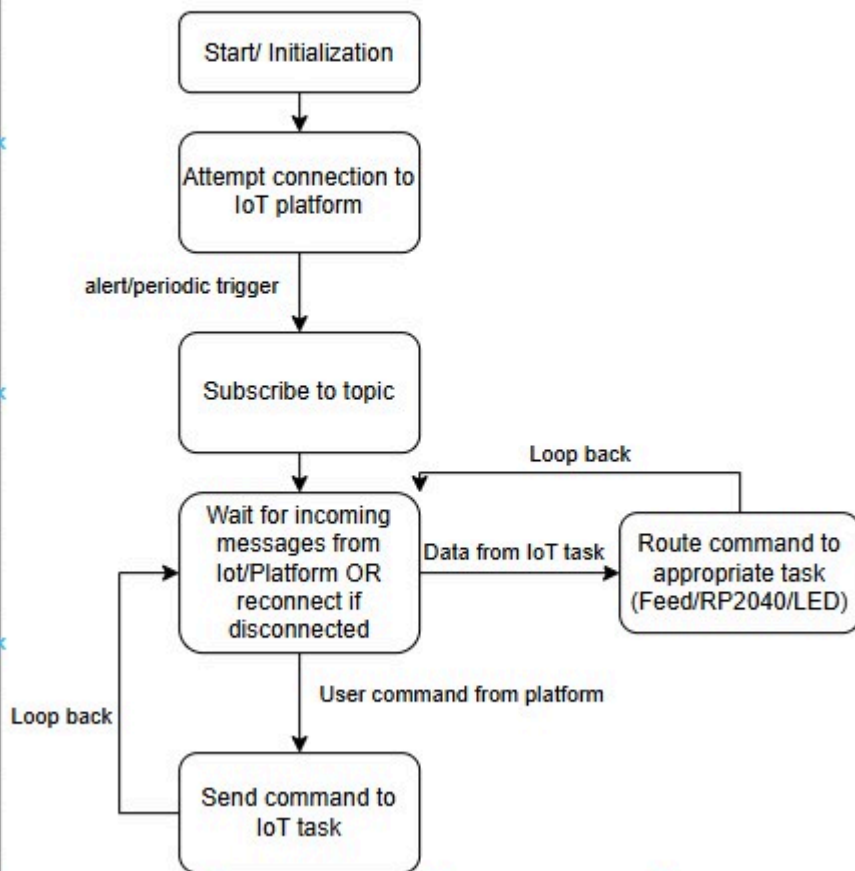 Start/ Initialization
Attempt connection to
IoT platform
alert/periodic trigger
Subscribe to topic
Loop back
Wait for incoming
messages from
Iot/Platform OR
reconnect if
disconnected
Data from IoT task
Route command to
appropriate task
(Feed/RP2040/LED)
User command from platform
Loop back
Send command to
IoT task